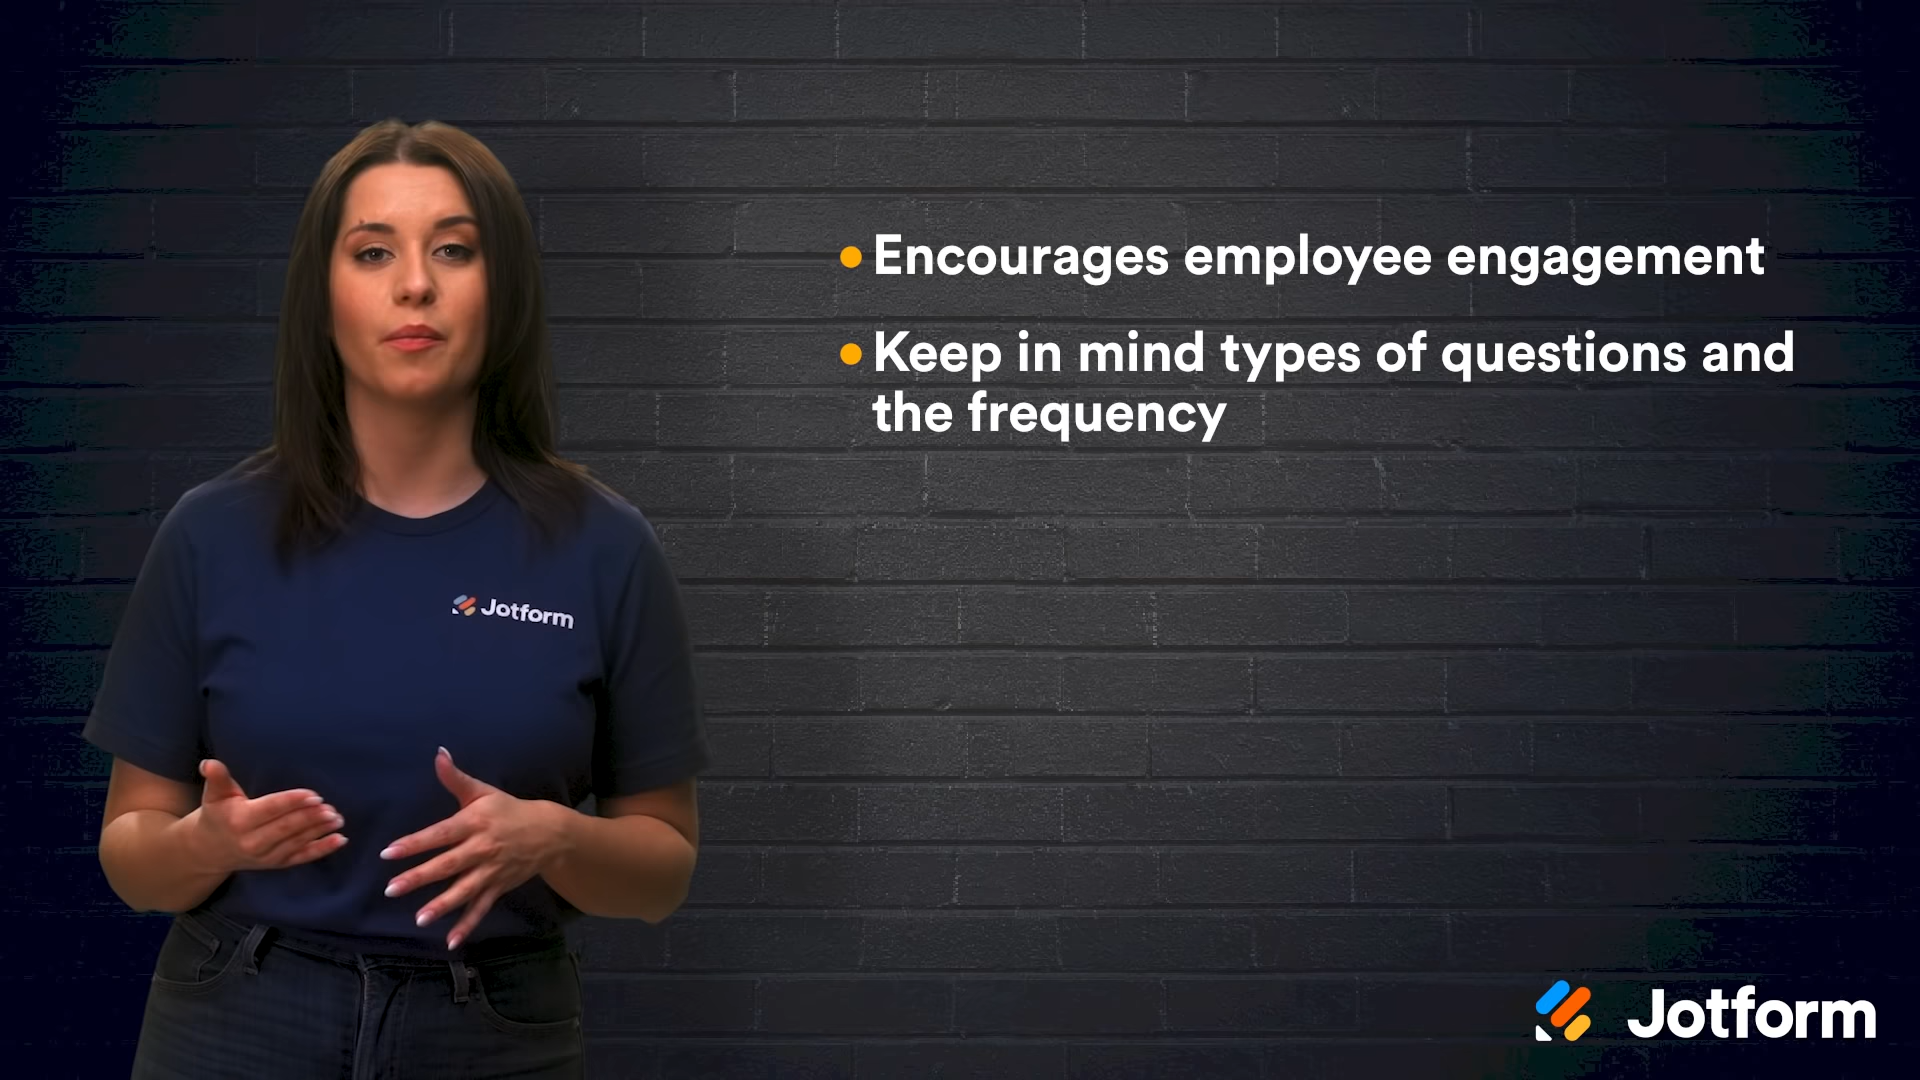 Encourages employee engagement
Keep in mind types of questions and
the frequency
Jotform
Jotform